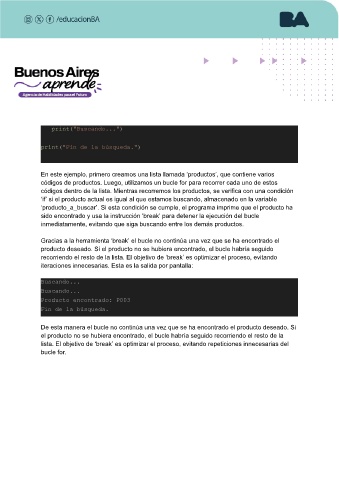 /educacionBA
BA
Buenos Aires
aprende
Agencia de Habilidades para el Futuro
print("Buscando...")
print("Fin de la búsqueda.")
En este ejemplo, primero creamos una lista llamada 'productos', que contiene varios
códigos de productos. Luego, utilizamos un bucle for para recorrer cada uno de estos
códigos dentro de la lista. Mientras recorremos los productos, se verifica con una condición
'if' si el producto actual es igual al que estamos buscando, almacenado en la variable
'producto_a_buscar'. Si esta condición se cumple, el programa imprime que el producto ha
sido encontrado y usa la instrucción 'break' para detener la ejecución del bucle
inmediatamente, evitando que siga buscando entre los demás productos.
Gracias a la herramienta 'break' el bucle no continúa una vez que se ha encontrado el
producto deseado. Si el producto no se hubiera encontrado, el bucle habría seguido
recorriendo el resto de la lista. El objetivo de 'break' es optimizar el proceso, evitando
iteraciones innecesarias. Esta es la salida por pantalla:
Buscando...
Buscando...
Producto encontrado: P003
Fin de la búsqueda.
De esta manera el bucle no continúa una vez que se ha encontrado el producto deseado. Si
el producto no se hubiera encontrado, el bucle habría seguido recorriendo el resto de la
lista. El objetivo de 'break' es optimizar el proceso, evitando repeticiones innecesarias del
bucle for.